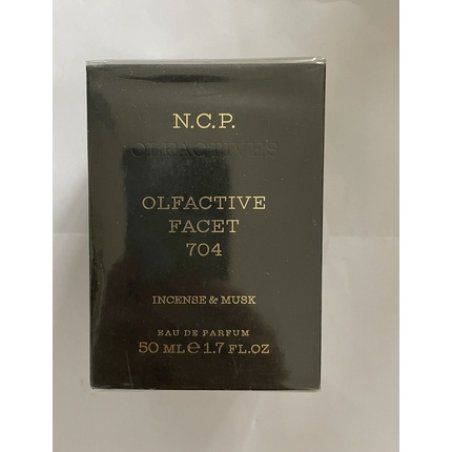 N.C.P.
OLFACTIVES
OLFACTIVE
FACET
704
INCENSE & MUSK
EAU DE PARFUM
50 ML ℮ 1.7 FL.OZ